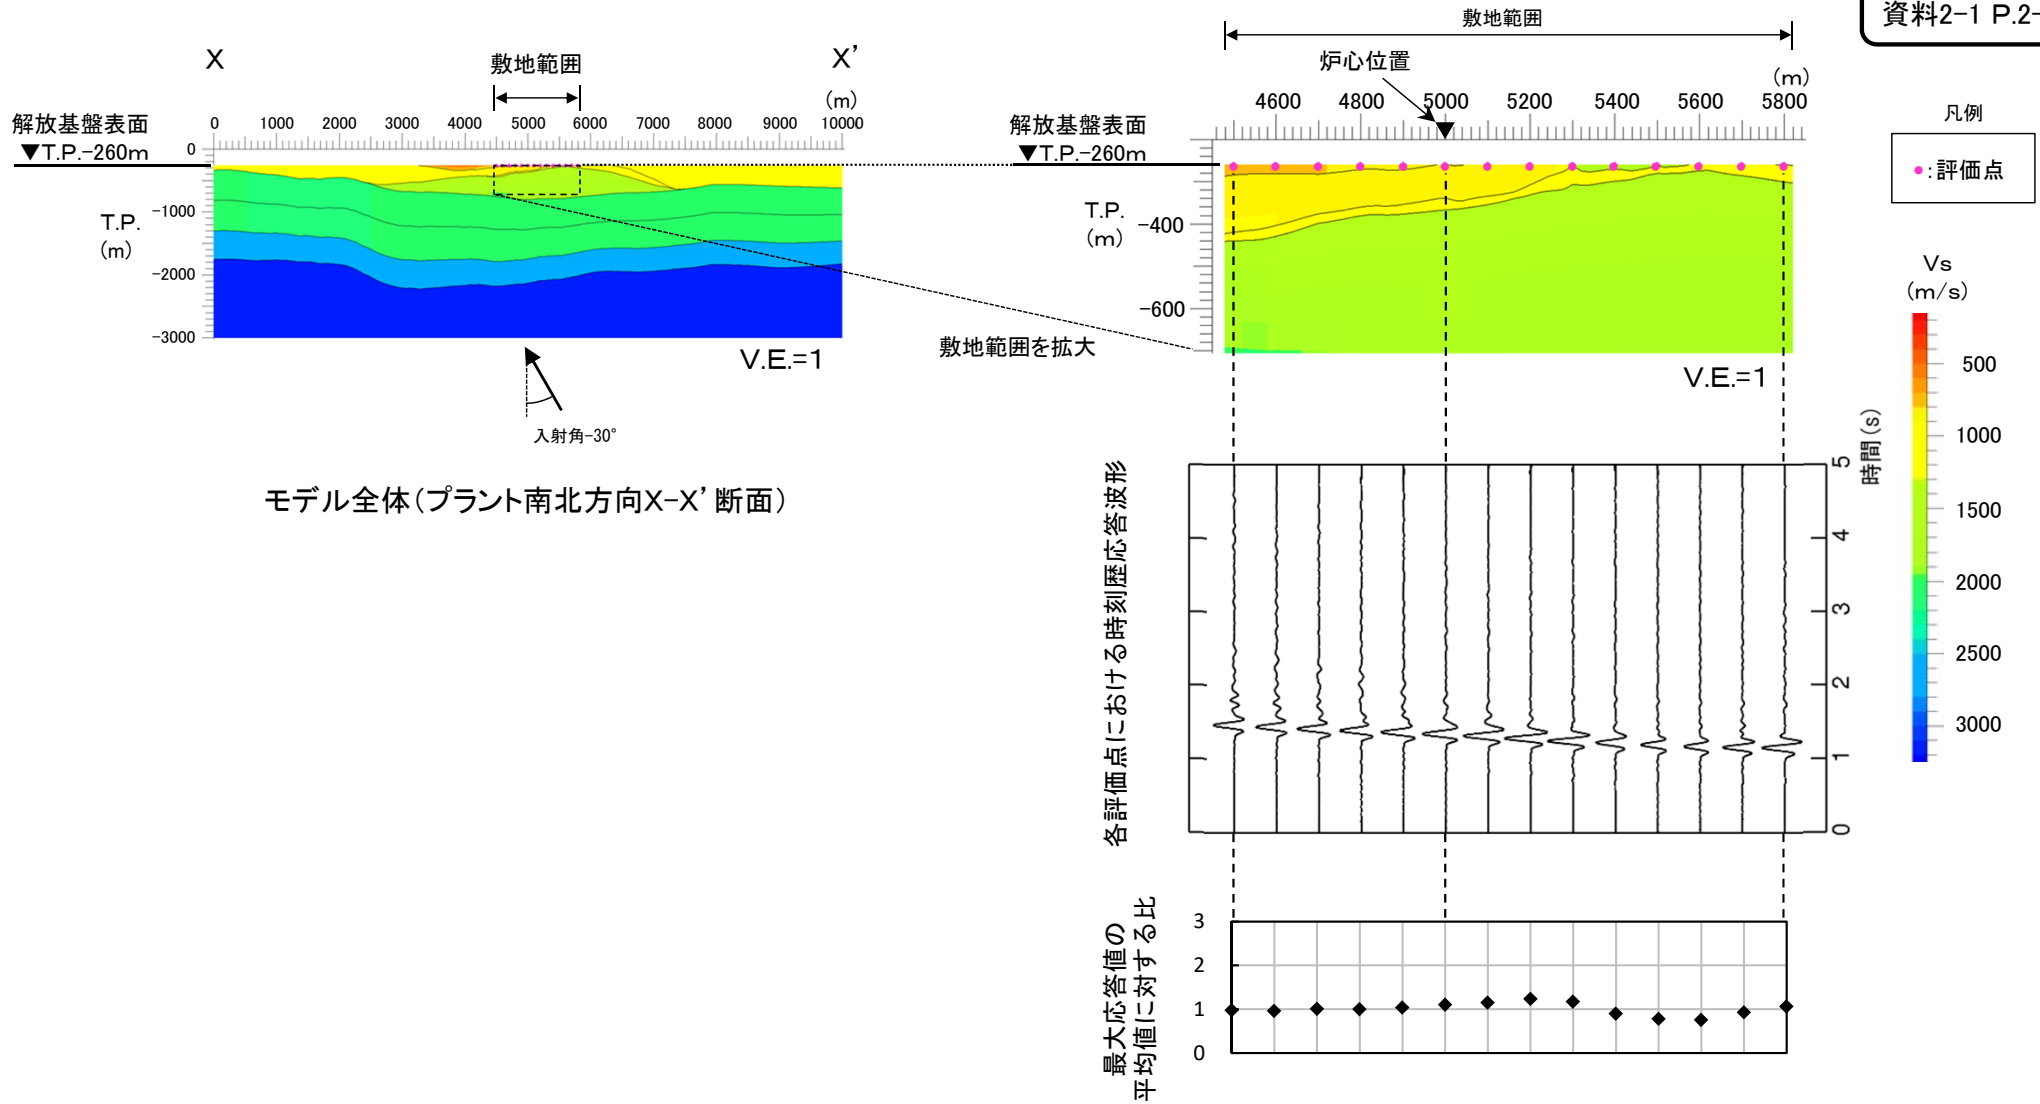 資料2-1 P.2-
X
X’
敷地範囲
(m)
解放基盤表面
▼T.P.-260m
0
1000
2000
3000
4000
5000
6000
7000
8000
9000
10000
0
-1000
-2000
-3000
T.P.
(m)
V.E.=1
入射角-30°
モデル全体(プラント南北方向X-X’断面)
敷地範囲を拡大
敷地範囲
炉心位置
(m)
4600
4800
5000
5200
5400
5600
5800
解放基盤表面
▼T.P.-260m
T.P.
(m)
-400
-600
V.E.=1
凡例
●:評価点
Vs
(m/s)
500
1000
1500
2000
2500
3000
各評価点における時刻歴応答波形
時間(s)
5
4
3
2
1
0
最大応答値の
平均値に対する比
3
2
1
0